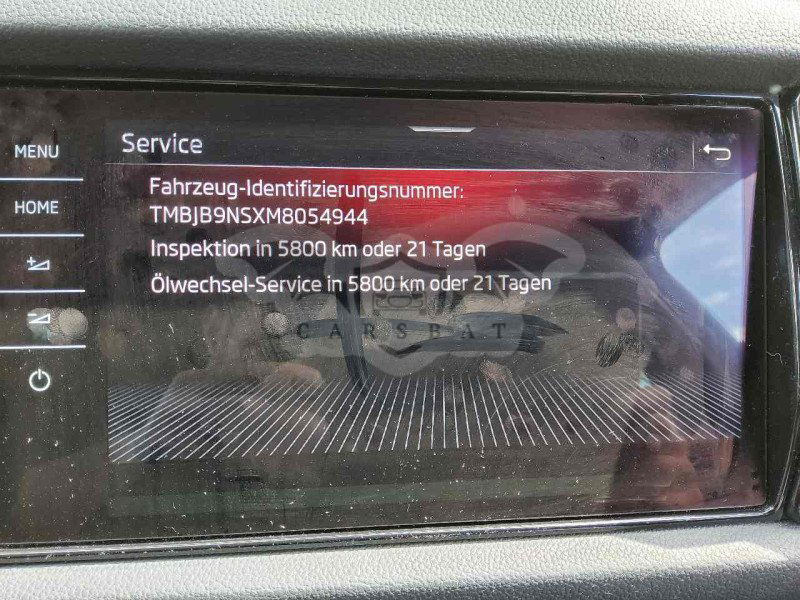 Service
MENU
Fahrzeug-Identifizierungsnummer:
HOME
TMBJB9NSXM8054944
Inspektion in 5800 km oder 21 Tagen
Ölwechsel-Service in 5800 km oder 21 Tagen
CARSBAT